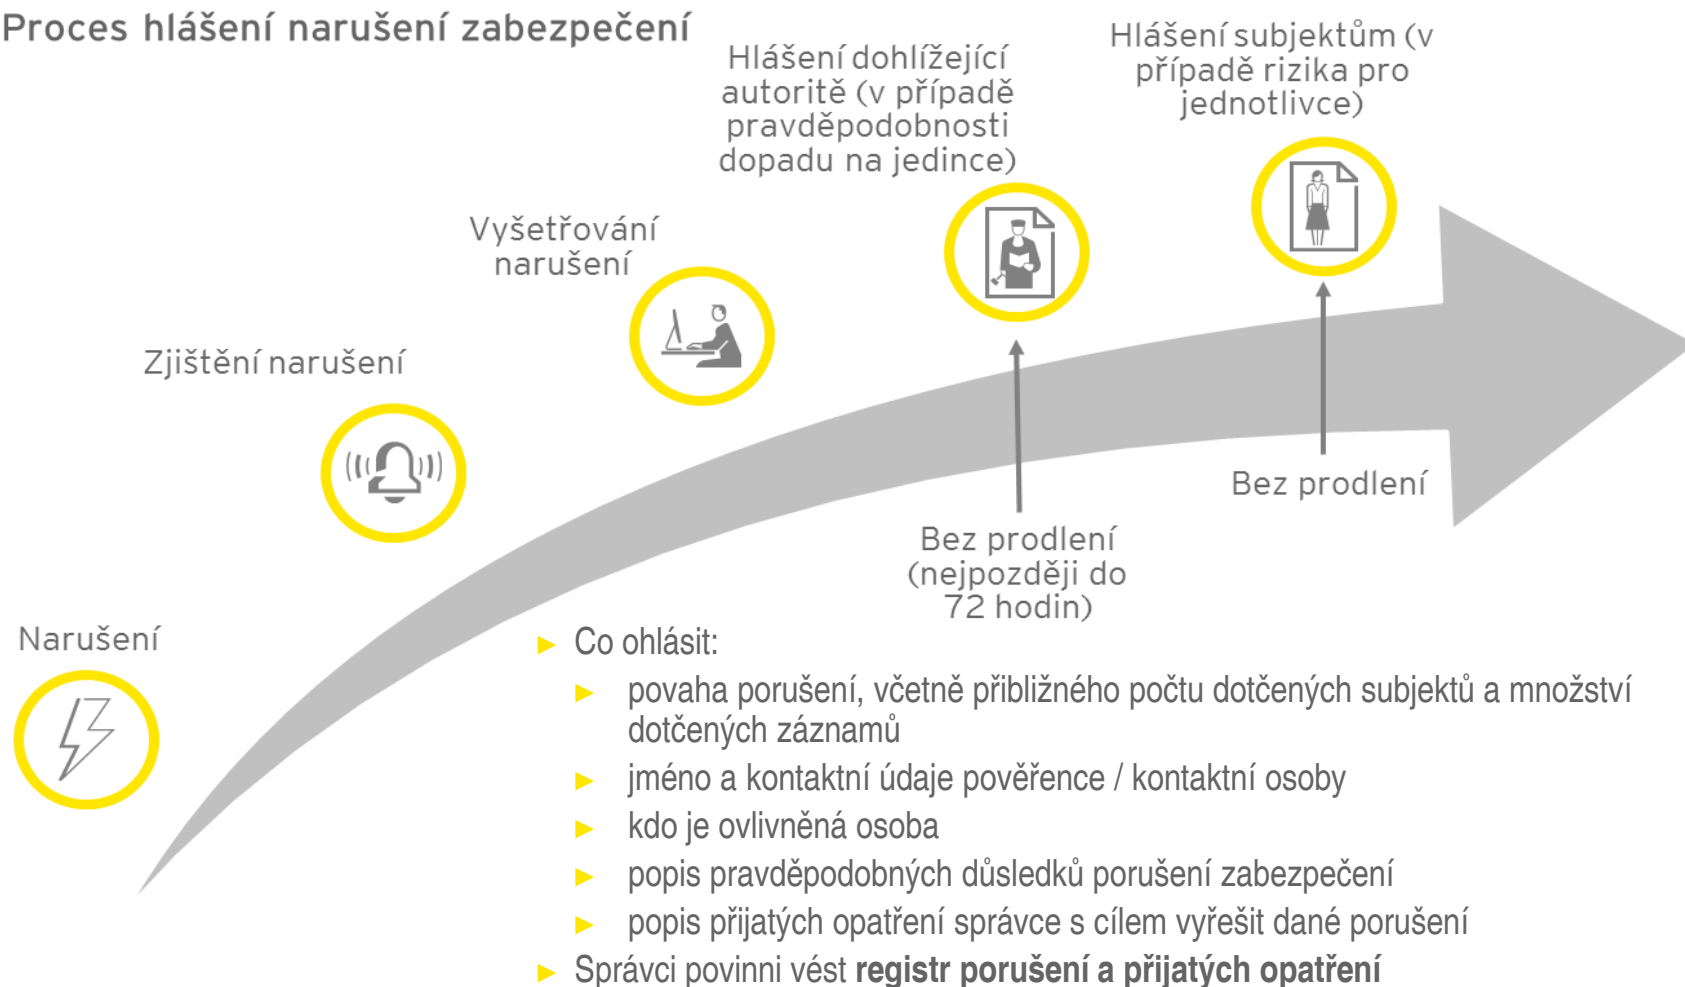 Proces hlášení narušení zabezpečení
Narušení
Zjištění narušení
Vyšetřování
narušení
Hlášení dohlížející
autoritě (v případě
pravděpodobnosti
dopadu na jedince)
Hlášení subjektům (v
případě rizika pro
jednotlivce)
Bez prodlení
(nejpozději do
72 hodin)
Bez prodlení
► Co ohlásit:
► povaha porušení, včetně přibližného počtu dotčených subjektů a množství
dotčených záznamů
► jméno a kontaktní údaje pověřence / kontaktní osoby
► kdo je ovlivněná osoba
► popis pravděpodobných důsledků porušení zabezpečení
► popis přijatých opatření správce s cílem vyřešit dané porušení
► Správci povinni vést registr porušení a přijatých opatření